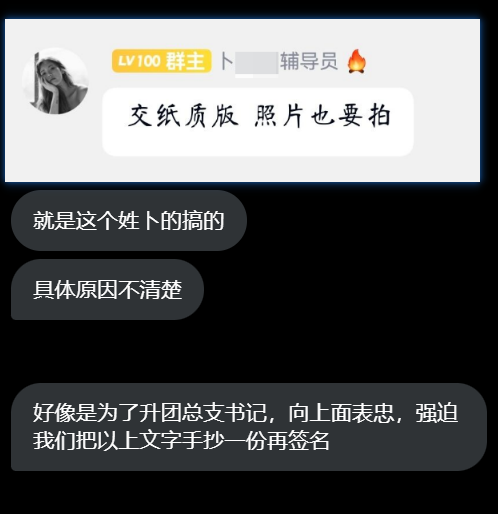 LV100 群主 卜 辅导员
交纸质版 照片也要拍
就是这个姓卜的搞的
具体原因不清楚
好像是为了升团总支书记，向上面表忠，强迫
我们把以上文字手抄一份再签名